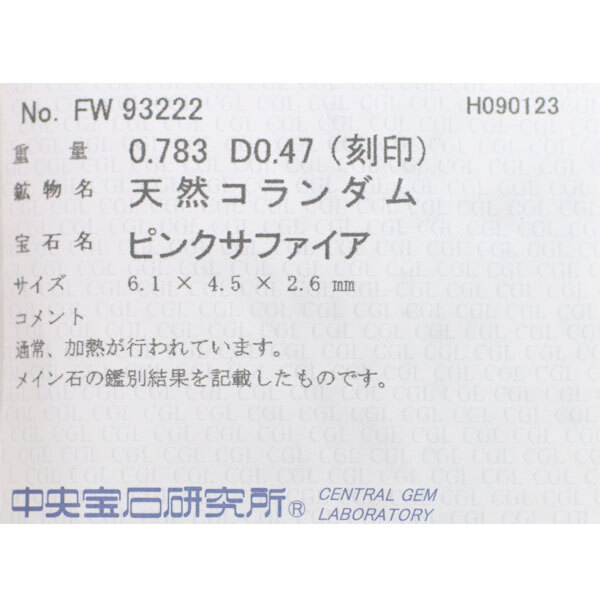 No. FW 93222 H090123
重量 0.783 D0.47 (刻印)
鉱物名 天然コランダム
宝石名 ピンクサファイア
サイズ 6.1 × 4.5 × 2.6 mm
コメント
通常、加熱が行われています。
メイン石の鑑別結果を記載したものです。
中央宝石研究所® CENTRAL GEM
LABORATORY